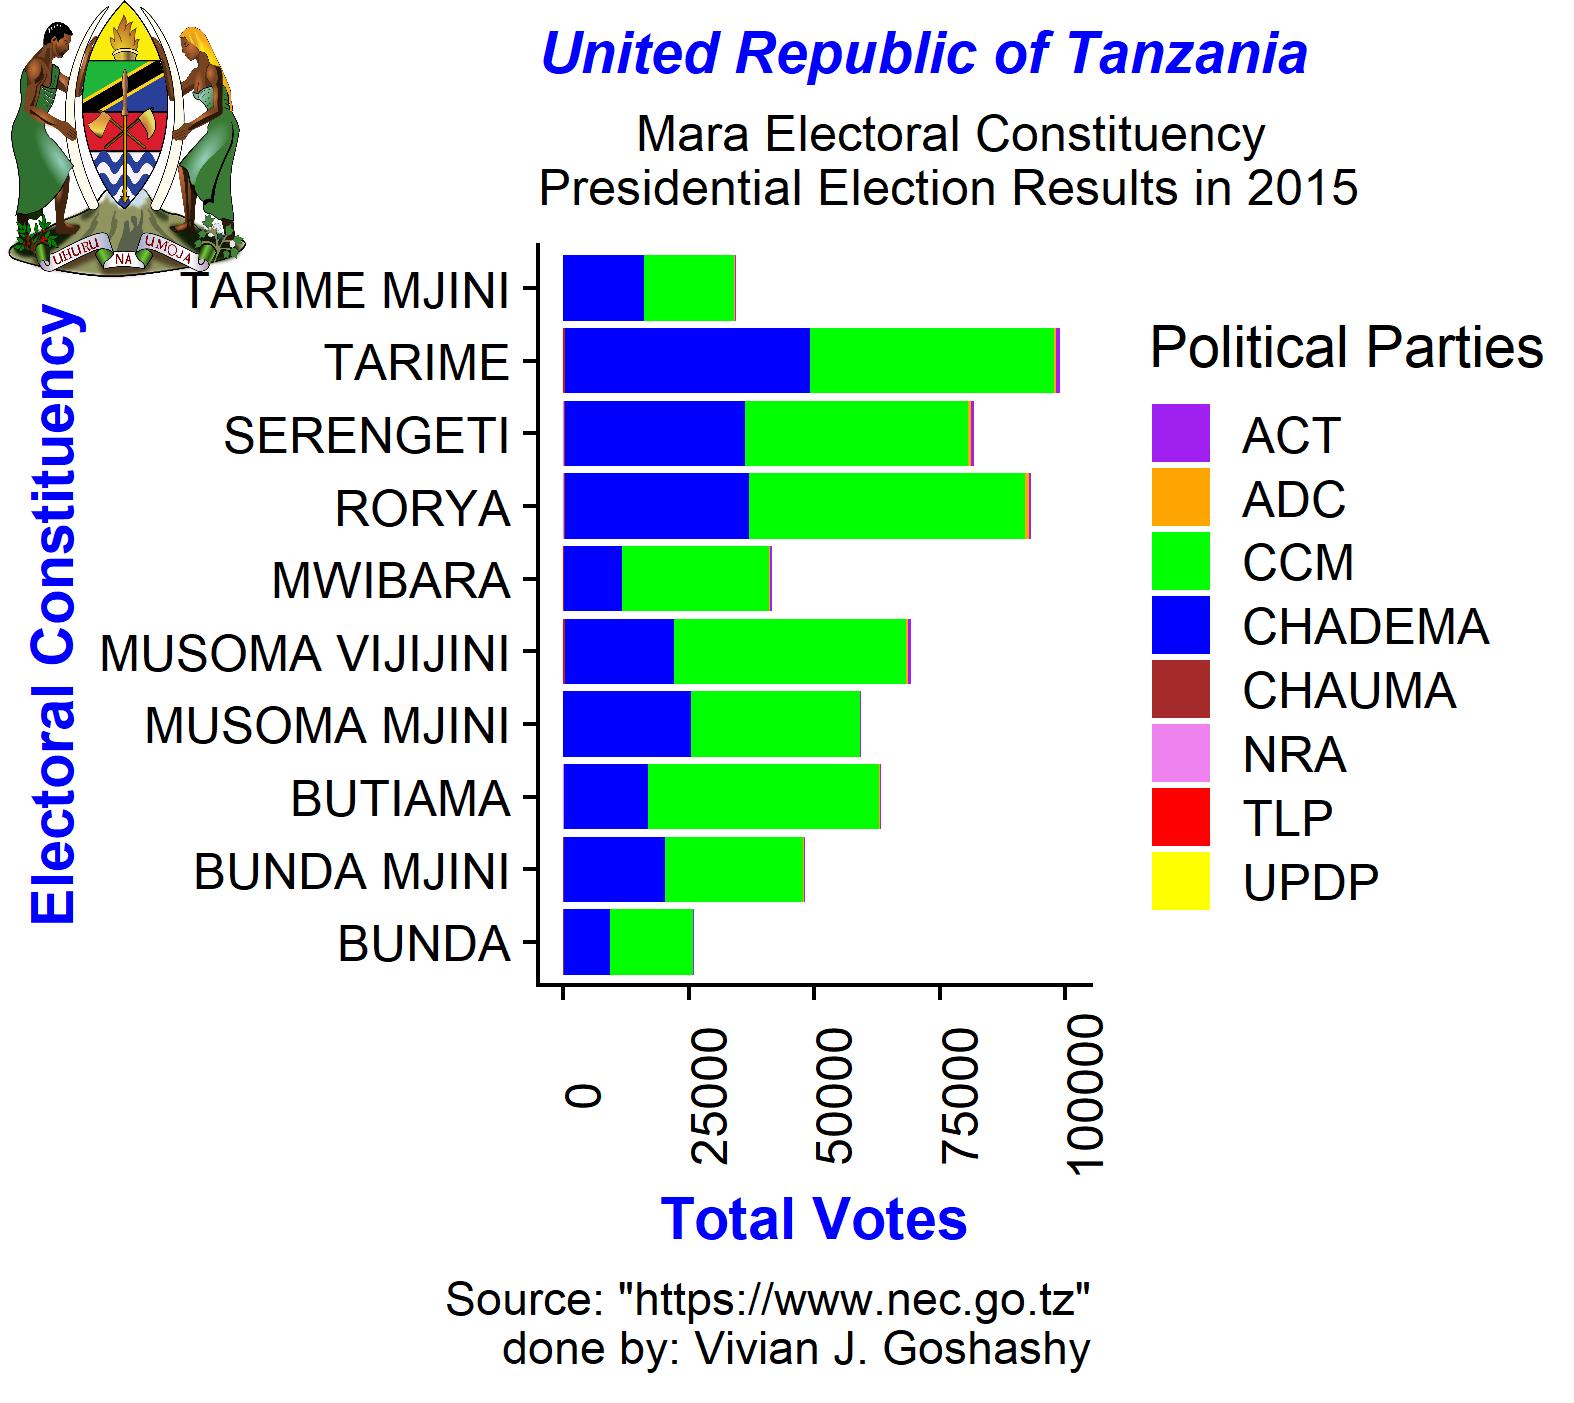 United Republic of Tanzania
Mara Electoral Constituency
Presidential Election Results in 2015
UHURU NA UMOJA
Electoral Constituency
TARIME MJINI
TARIME
SERENGETI
RORYA
MWIBARA
MUSOMA VIJIJINI
MUSOMA MJINI
BUTIAMA
BUNDA MJINI
BUNDA
0
25000
50000
75000
100000
Total Votes
Political Parties
ACT
ADC
CCM
CHADEMA
CHAUMA
NRA
TLP
UPDP
Source: "https://www.nec.go.tz"
done by: Vivian J. Goshashy